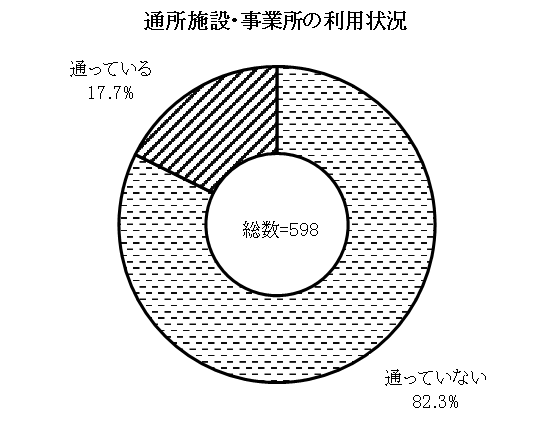 通所施設・事業所の利用状況
通っている
17.7%
総数=598
通っていない
82.3%